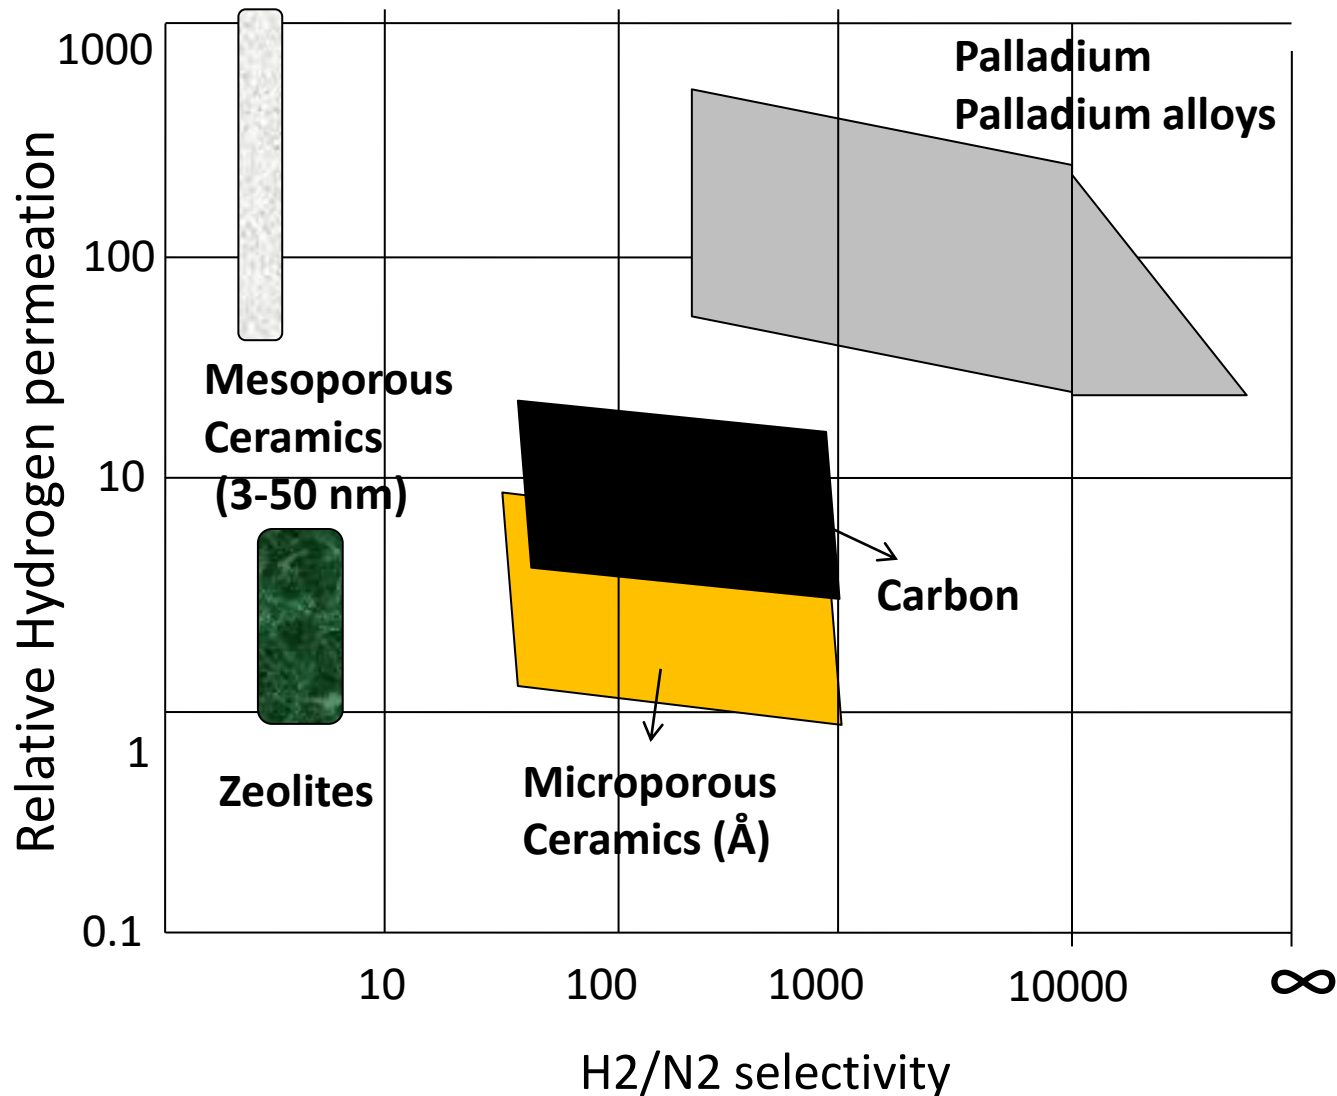 Relative Hydrogen permeation
1000
100
10
1
0.1
Palladium
Palladium alloys
Mesoporous
Ceramics
(3-50 nm)
Carbon
Zeolites
Microporous
Ceramics (Å)
10
100
1000
10000
∞
H2/N2 selectivity